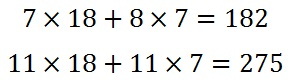 7 × 18 + 8 × 7 = 182
11 × 18 + 11 × 7 = 275